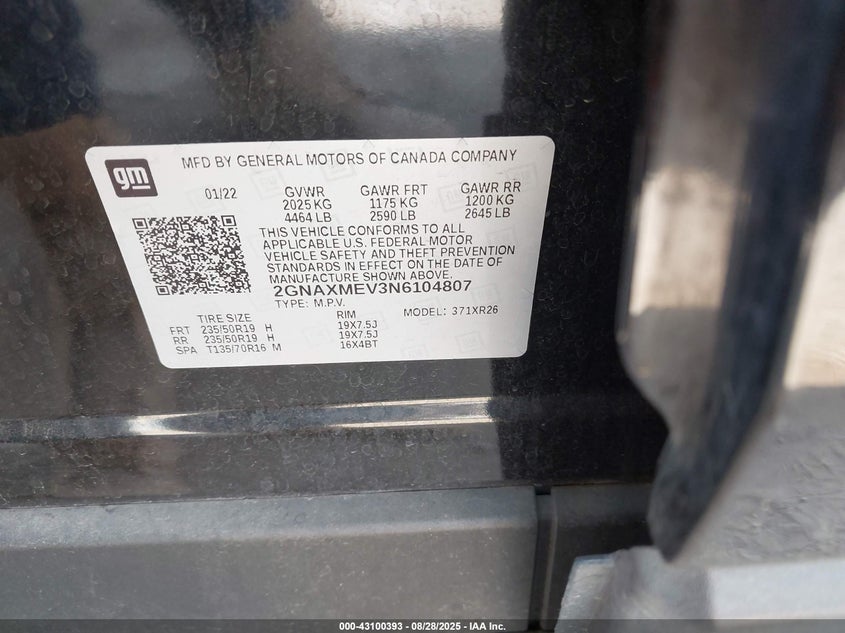 gm
MFD BY GENERAL MOTORS OF CANADA COMPANY
01/22 GVWR GAWR FRT GAWR RR
2025 KG 1175 KG 1200 KG
4464 LB 2590 LB 2645 LB
THIS VEHICLE CONFORMS TO ALL
APPLICABLE U.S. FEDERAL MOTOR
VEHICLE SAFETY AND THEFT PREVENTION
STANDARDS IN EFFECT ON THE DATE OF
MANUFACTURE SHOWN ABOVE.
2GNAXMEV3N6104807
TYPE: M.P.V. MODEL: 371XR26
TIRE SIZE RIM
FRT 235/50R19 H 19X7.5J
RR 235/50R19 H 19X7.5J
SPA T135/70R16 M 16X4BT
000-43100393 / 08/28/2025 - IAA Inc.